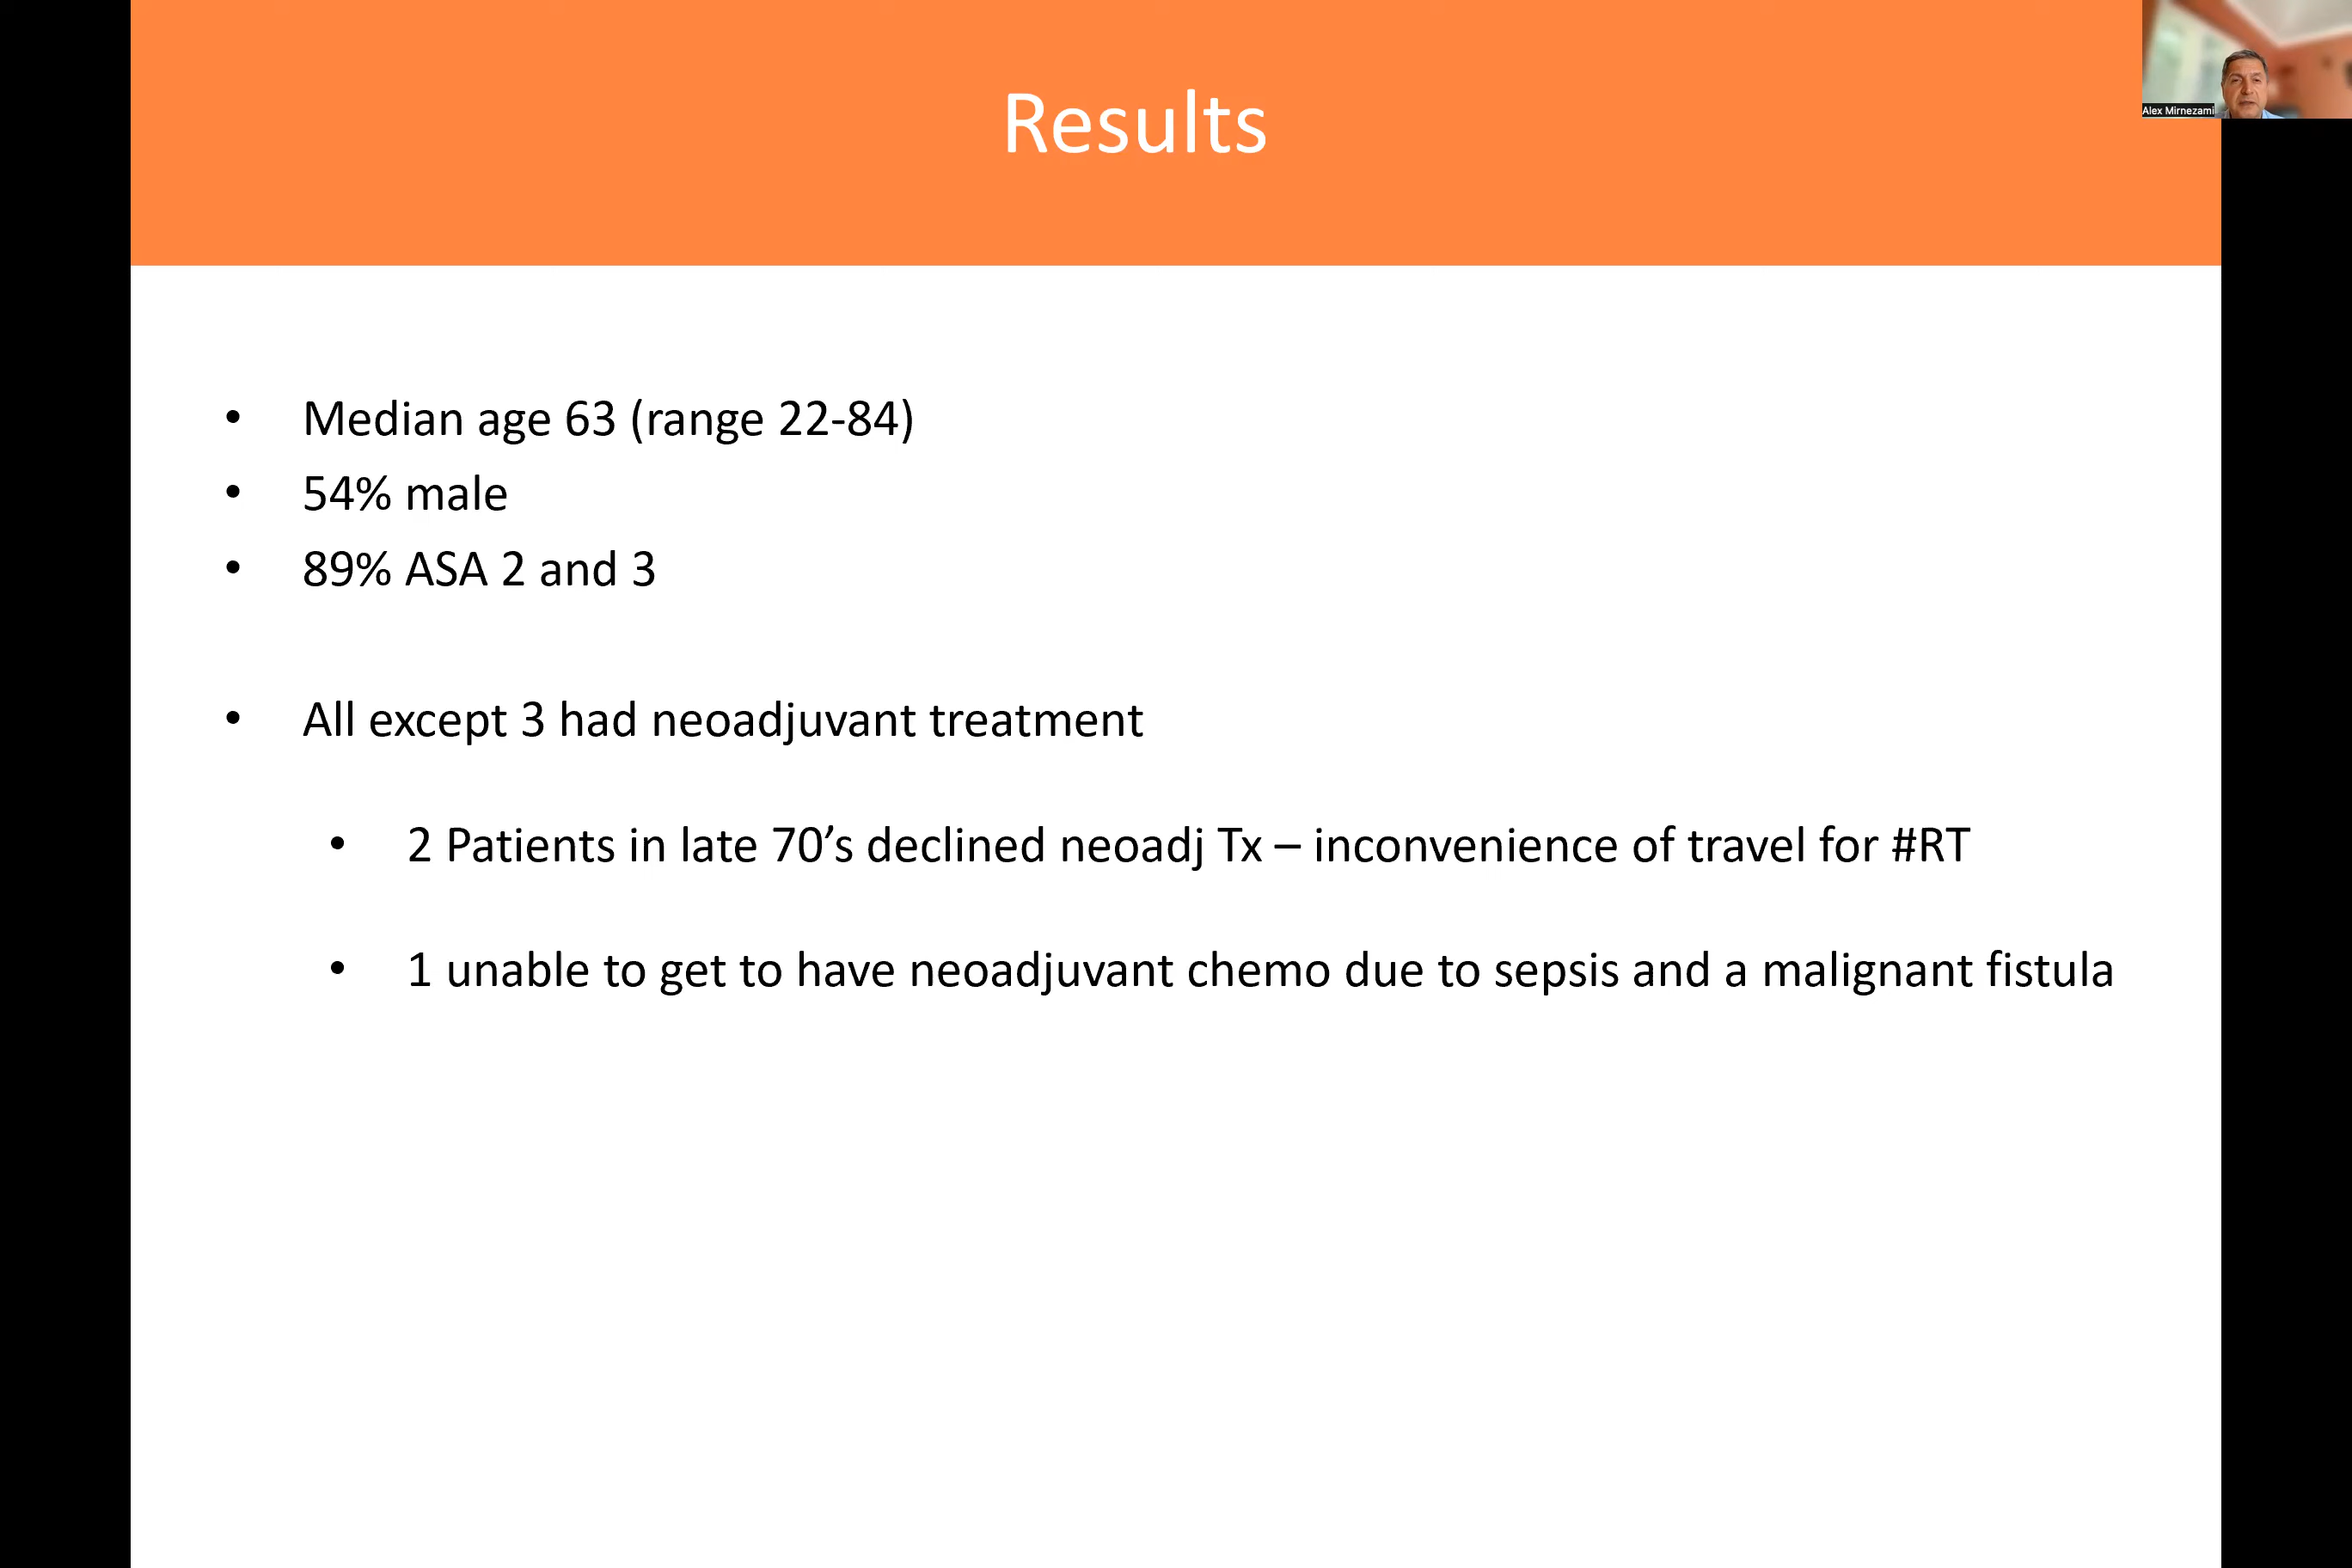 Results
Alex Mirnezami
• Median age 63 (range 22-84)
• 54% male
• 89% ASA 2 and 3
• All except 3 had neoadjuvant treatment
• 2 Patients in late 70’s declined neoadj Tx – inconvenience of travel for #RT
• 1 unable to get to have neoadjuvant chemo due to sepsis and a malignant fistula